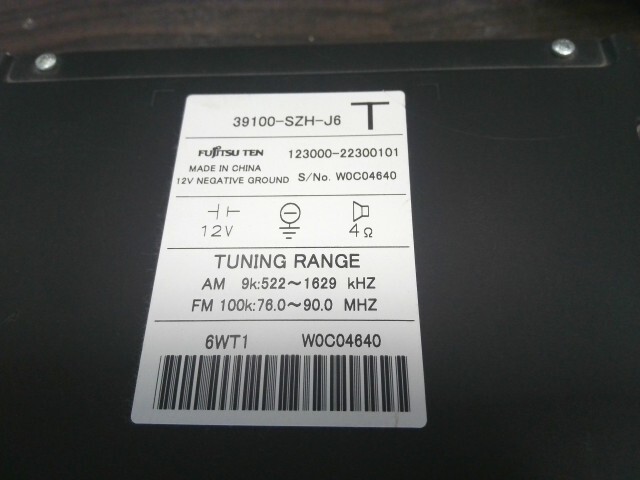 39100-SZH-J6 T
FUJITSU TEN 123000-22300101
MADE IN CHINA
12V NEGATIVE GROUND S/No. W0C04640
12V 4Ω
TUNING RANGE
AM 9k:522～1629 kHZ
FM 100k:76.0～90.0 MHZ
6WT1 W0C04640